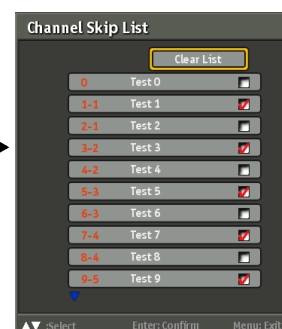 Channel Skip List
Clear List
0 Test 0
1-1 Test 1
2-1 Test 2
3-2 Test 3
4-2 Test 4
5-3 Test 5
6-3 Test 6
7-4 Test 7
8-4 Test 8
9-5 Test 9
▲▼ :Select Enter: Confirm Menu: Exit